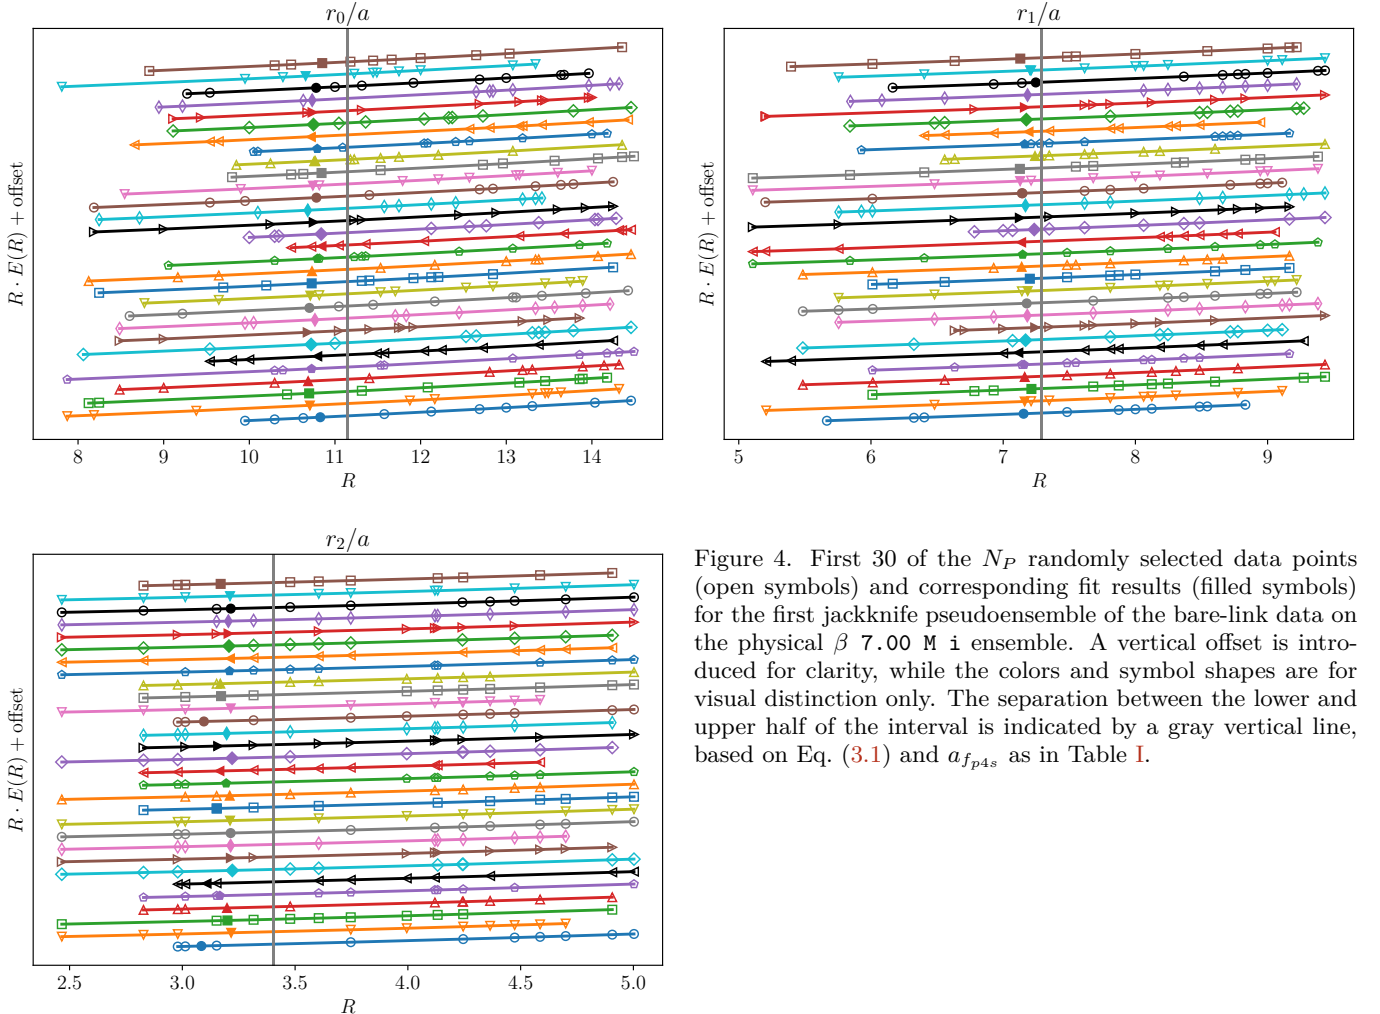 r₀/a
R · E(R) + offset
8 9 10 11 12 13 14
R
r₁/a
R · E(R) + offset
5 6 7 8 9
R
r₂/a
R · E(R) + offset
2.5 3.0 3.5 4.0 4.5 5.0
R
Figure 4. First 30 of the N_P randomly selected data points
(open symbols) and corresponding fit results (filled symbols)
for the first jackknife pseudoensemble of the bare-link data on
the physical β 7.00 M i ensemble. A vertical offset is intro-
duced for clarity, while the colors and symbol shapes are for
visual distinction only. The separation between the lower and
upper half of the interval is indicated by a gray vertical line,
based on Eq. (3.1) and a_{f_{p4s}} as in Table I.